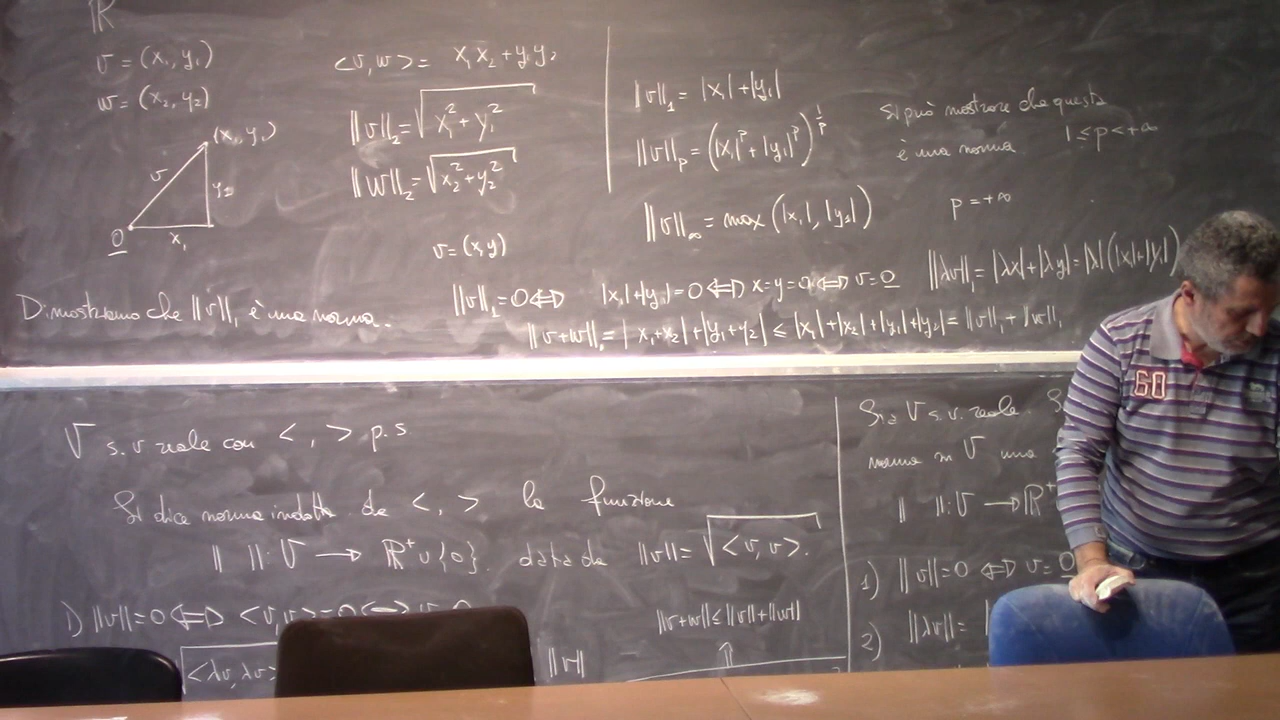 ℝ
v = (x₁, y₁)
w = (x₂, y₂)
(x₁, y₁)
v
y₂
0
x₁
<v, w> = x₁x₂ + y₁y₂
‖v‖₂ = √(x₁² + y₁²)
‖w‖₂ = √(x₂² + y₂²)
‖v‖₁ = |x₁| + |y₁|
‖v‖ₚ = (|x₁|^p + |y₁|^p)^(1/p)
Si può mostrare che questa
è una norma 1 ≤ p < +∞
‖v‖∞ = max (|x₁|, |y₁|)
p = +∞
v = (x, y)
Dimostriamo che ‖v‖₁ è una norma.
‖v‖₁ = 0 ⇔ |x₁| + |y₁| = 0 ⇔ x = y = 0 ⇔ v = 0
‖λv‖₁ = |λx| + |λy| = |λ|(|x| + |y|)
‖v+w‖₁ = |x₁+x₂| + |y₁+y₂| ≤ |x₁| + |x₂| + |y₁| + |y₂| = ‖v‖₁ + ‖w‖₁
V s.v reale con < , > p.s
Si dice norma indotta da < , > la funzione
‖ ‖: V → ℝ⁺ ∪ {0} data da ‖v‖ = √<v, v>.
1) ‖v‖ = 0 ⇔ <v, v> = 0 ⇔ v = 0
<λv, λv>
‖v+w‖ ≤ ‖v‖ + ‖w‖
⇑
Sia V s.v. reale.
norma in V una
‖ ‖: V → ℝ⁺
1) ‖v‖ = 0 ⇔ v = 0
2) ‖λv‖ =
60